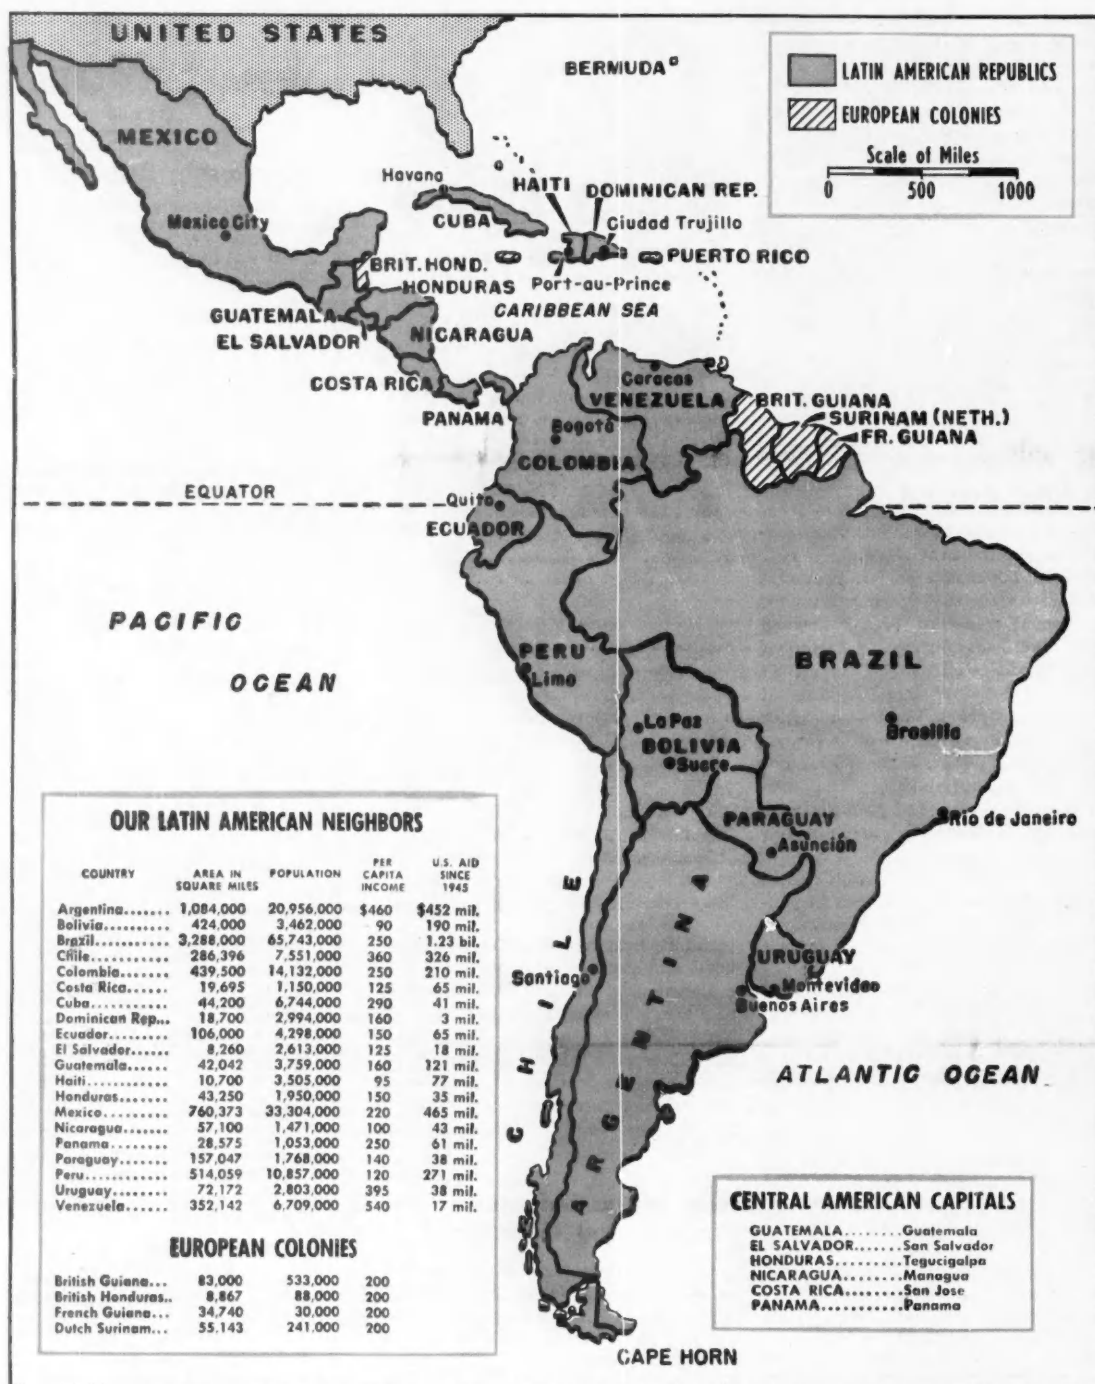 UNITED STATES
BERMUDA
LATIN AMERICAN REPUBLICS
EUROPEAN COLONIES
Scale of Miles
0 500 1000
MEXICO
Mexico City
Havana
CUBA
HAITI
DOMINICAN REP.
Ciudad Trujillo
PUERTO RICO
Port-au-Prince
BRIT. HOND.
HONDURAS
CARIBBEAN SEA
GUATEMALA
EL SALVADOR
NICARAGUA
COSTA RICA
PANAMA
Caracas
VENEZUELA
BRIT. GUIANA
SURINAM (NETH.)
FR. GUIANA
Bogotá
COLOMBIA
EQUATOR
Quito
ECUADOR
PACIFIC
OCEAN
PERU
Lima
BRAZIL
La Paz
BOLIVIA
Sucre
Brasilia
PARAGUAY
Asunción
Rio de Janeiro
CHILE
Santiago
ARGENTINA
URUGUAY
Montevideo
Buenos Aires
ATLANTIC OCEAN
CAPE HORN
OUR LATIN AMERICAN NEIGHBORS
COUNTRY AREA IN SQUARE MILES POPULATION PER CAPITA INCOME U.S. AID SINCE 1945
Argentina....... 1,084,000 20,956,000 $460 $452 mil.
Bolivia.......... 424,000 3,462,000 90 190 mil.
Brazil........... 3,288,000 65,743,000 250 1.23 bil.
Chile........... 286,396 7,551,000 360 326 mil.
Colombia....... 439,500 14,132,000 250 210 mil.
Costa Rica...... 19,695 1,150,000 125 65 mil.
Cuba........... 44,200 6,744,000 290 41 mil.
Dominican Rep... 18,700 2,994,000 160 3 mil.
Ecuador......... 106,000 4,298,000 150 65 mil.
El Salvador...... 8,260 2,613,000 125 18 mil.
Guatemala...... 42,042 3,759,000 160 121 mil.
Haiti............ 10,700 3,505,000 95 77 mil.
Honduras....... 43,250 1,950,000 150 35 mil.
Mexico......... 760,373 33,304,000 220 465 mil.
Nicaragua....... 57,100 1,471,000 100 43 mil.
Panama......... 28,575 1,053,000 250 61 mil.
Paraguay....... 157,047 1,768,000 140 38 mil.
Peru............ 514,059 10,857,000 120 271 mil.
Uruguay........ 72,172 2,803,000 395 38 mil.
Venezuela...... 352,142 6,709,000 540 17 mil.
EUROPEAN COLONIES
British Guiana... 83,000 533,000 200
British Honduras.. 8,867 88,000 200
French Guiana... 34,740 30,000 200
Dutch Surinam... 55,143 241,000 200
CENTRAL AMERICAN CAPITALS
GUATEMALA........Guatemala
EL SALVADOR......San Salvador
HONDURAS.........Tegucigalpa
NICARAGUA........Managua
COSTA RICA.......San Jose
PANAMA...........Panama